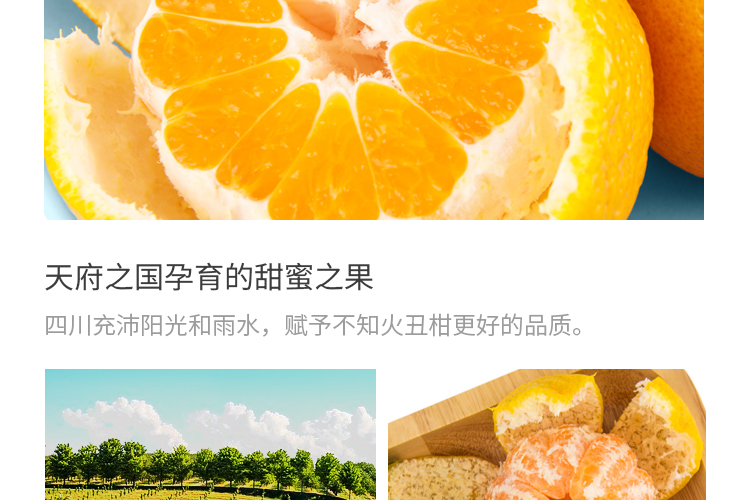 天府之国孕育的甜蜜之果
四川充沛阳光和雨水，赋予不知火丑柑更好的品质。